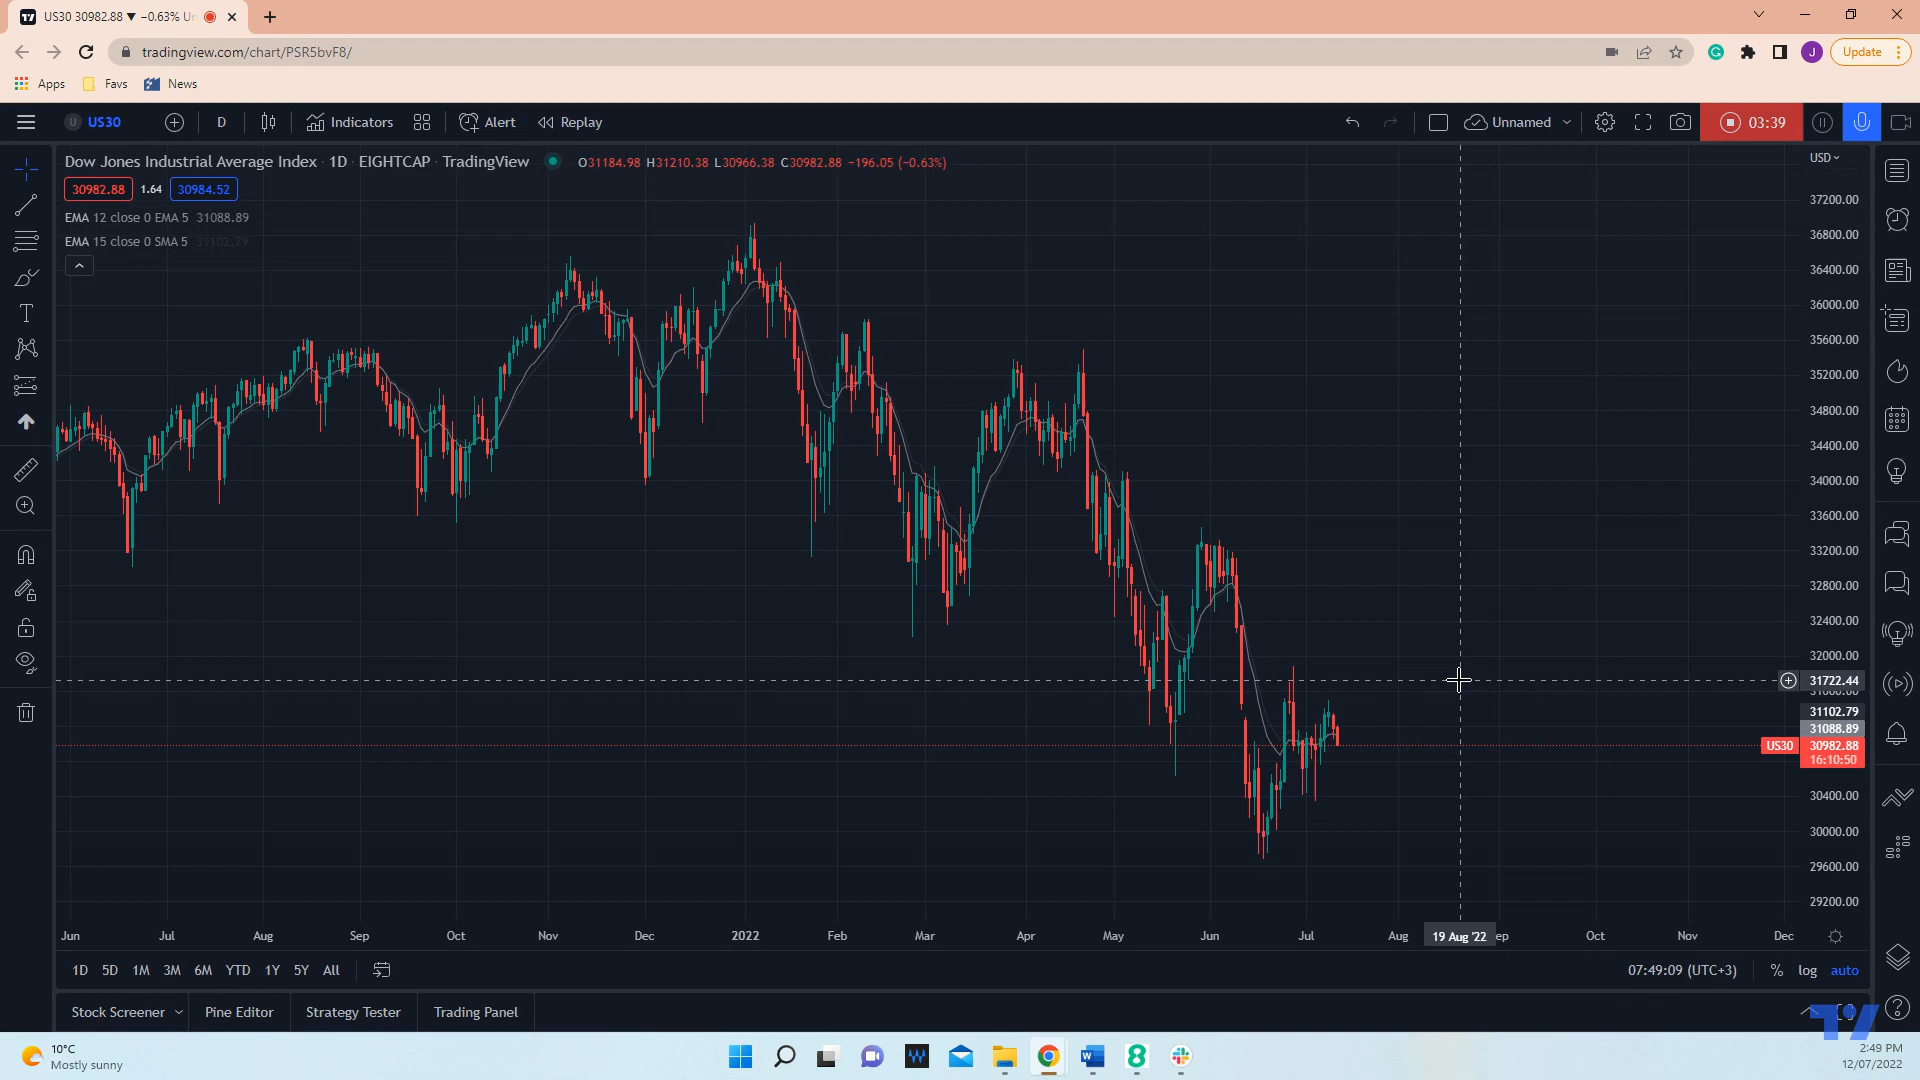 US30 30982.88 ▼ −0.63% Un
tradingview.com/chart/PSR5bvF8/
J
Update
Apps
Favs
News
U US30
D
Indicators
Alert
Replay
Unnamed
03:39
Dow Jones Industrial Average Index · 1D · EIGHTCAP · TradingView
O31184.98 H31210.38 L30966.38 C30982.88 −196.05 (−0.63%)
USD
30982.88 1.64 30984.52
EMA 12 close 0 EMA 5 31088.89
EMA 15 close 0 SMA 5 31102.79
37200.00
36800.00
36400.00
36000.00
35600.00
35200.00
34800.00
34400.00
34000.00
33600.00
33200.00
32800.00
32400.00
32000.00
31722.44
31600.00
31102.79
31088.89
US30 30982.88
16:10:50
30400.00
30000.00
29600.00
29200.00
Jun Jul Aug Sep Oct Nov Dec 2022 Feb Mar Apr May Jun Jul Aug 19 Aug '22 ep Oct Nov Dec
1D 5D 1M 3M 6M YTD 1Y 5Y All
07:49:09 (UTC+3) % log auto
Stock Screener Pine Editor Strategy Tester Trading Panel
10°C
Mostly sunny
2:49 PM
12/07/2022